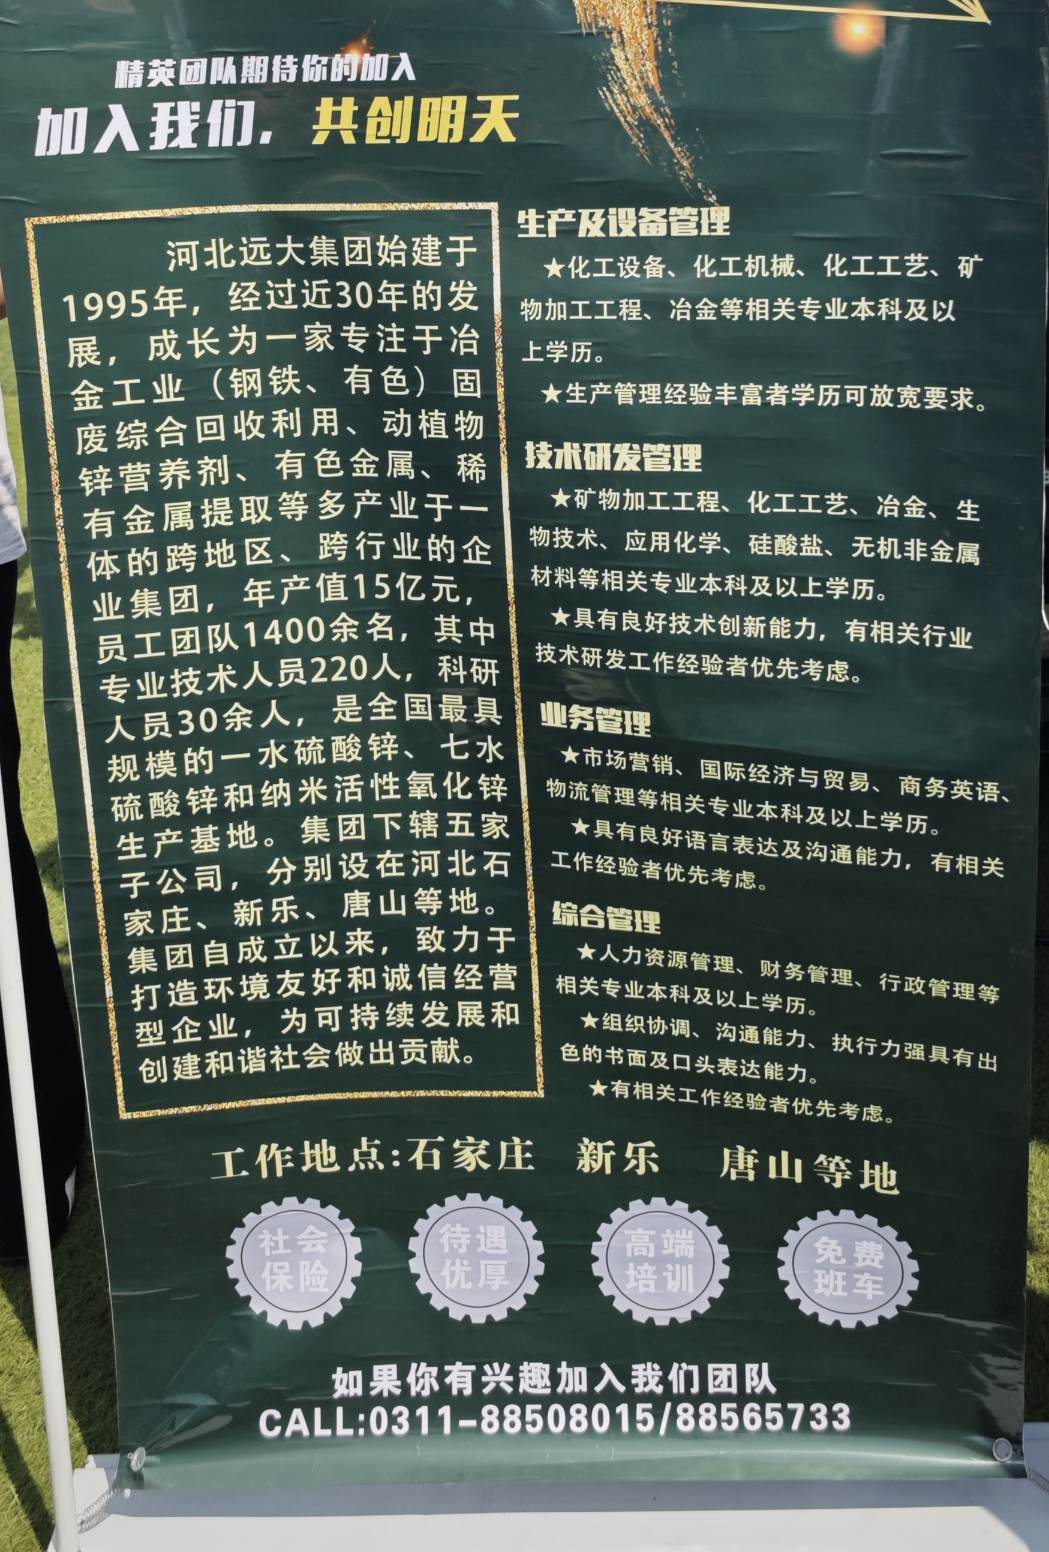 精英团队期待你的加入
加入我们，共创明天
河北远大集团始建于
1995年，经过近30年的发
展，成长为一家专注于冶
金工业（钢铁、有色）固
废综合回收利用、动植物
锌营养剂、有色金属、稀
有金属提取等多产业于一
体的跨地区、跨行业的企
业集团，年产值15亿元，
员工团队1400余名，其中
专业技术人员220人，科研
人员30余人，是全国最具
规模的一水硫酸锌、七水
硫酸锌和纳米活性氧化锌
生产基地。集团下辖五家
子公司，分别设在河北石
家庄、新乐、唐山等地。
集团自成立以来，致力于
打造环境友好和诚信经营
型企业，为可持续发展和
创建和谐社会做出贡献。
生产及设备管理
★化工设备、化工机械、化工工艺、矿
物加工工程、冶金等相关专业本科及以
上学历。
★生产管理经验丰富者学历可放宽要求。
技术研发管理
★矿物加工工程、化工工艺、冶金、生
物技术、应用化学、硅酸盐、无机非金属
材料等相关专业本科及以上学历。
★具有良好技术创新能力，有相关行业
技术研发工作经验者优先考虑。
业务管理
★市场营销、国际经济与贸易、商务英语、
物流管理等相关专业本科及以上学历。
★具有良好语言表达及沟通能力，有相关
工作经验者优先考虑。
综合管理
★人力资源管理、财务管理、行政管理等
相关专业本科及以上学历。
★组织协调、沟通能力、执行力强具有出
色的书面及口头表达能力。
★有相关工作经验者优先考虑。
工作地点:石家庄 新乐 唐山等地
社会
保险
待遇
优厚
高端
培训
免费
班车
如果你有兴趣加入我们团队
CALL:0311-88508015/88565733